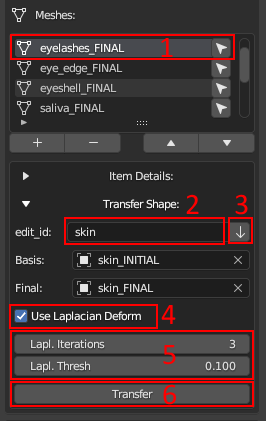 Meshes:
eyelashes_FINAL 1
eye_edge_FINAL
eyeshell_FINAL
saliva_FINAL
Item Details:
Transfer Shape: 2 3
edit_id: skin
Basis: skin_INITIAL
Final: skin_FINAL
Use Laplacian Deform 4
Lapl. Iterations 3
5
Lapl. Thresh 0.100
Transfer 6